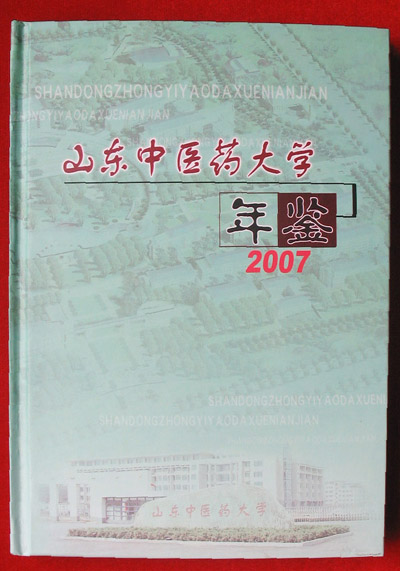 SHANDONGZHONGYIYAODAXUENIANJIAN
ONGYIYAODAXUENIANJIAN
山东中医药大学
年鉴
2007
SHANDONGZHONGYIYAODAXUENI
SHANDONGZHONGYIYAODAXUENIANJIAN
山东中医药大学